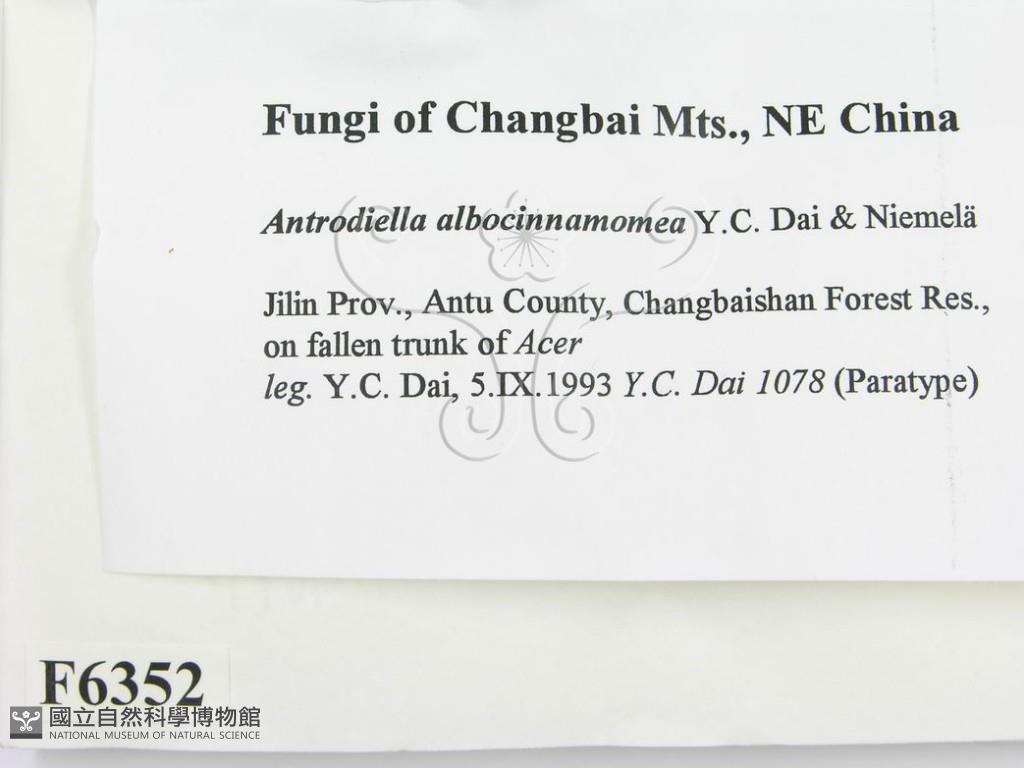 Fungi of Changbai Mts., NE China
Antrodiella albocinnamomea Y.C. Dai & Niemelä
Jilin Prov., Antu County, Changbaishan Forest Res.,
on fallen trunk of Acer
leg. Y.C. Dai, 5.IX.1993 Y.C. Dai 1078 (Paratype)
F6352
國立自然科學博物館
NATIONAL MUSEUM OF NATURAL SCIENCE